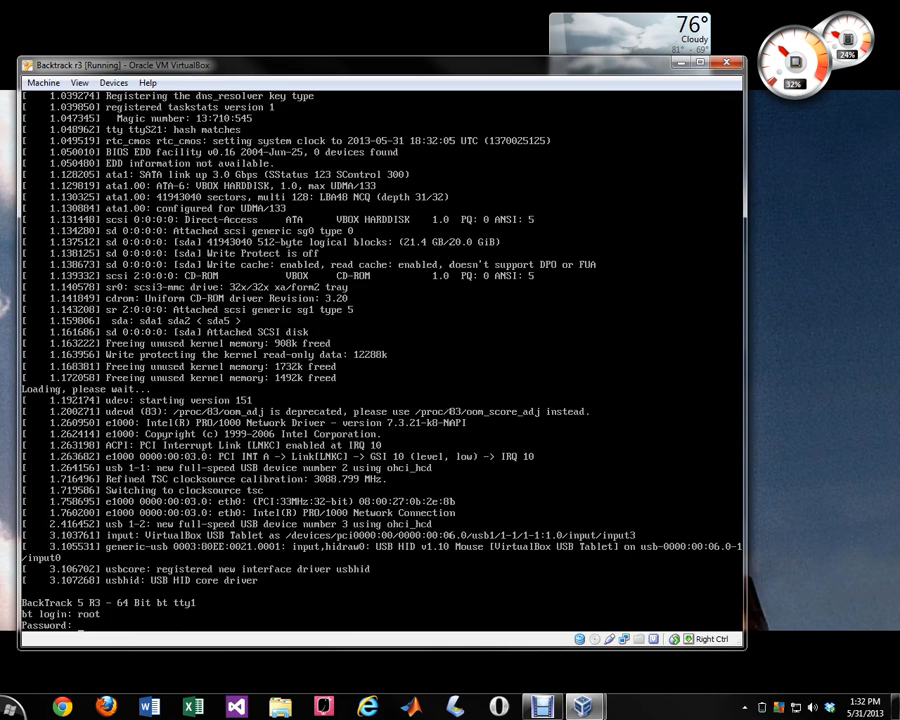 76°
Cloudy
81° - 69°
24%
32%
Backtrack r3 [Running] - Oracle VM VirtualBox
Machine View Devices Help
[ 1.039274] Registering the dns_resolver key type
[ 1.039850] registered taskstats version 1
[ 1.047345] Magic number: 13:710:545
[ 1.048962] tty ttyS21: hash matches
[ 1.049519] rtc_cmos rtc_cmos: setting system clock to 2013-05-31 18:32:05 UTC (1370025125)
[ 1.050010] BIOS EDD facility v0.16 2004-Jun-25, 0 devices found
[ 1.050480] EDD information not available.
[ 1.128205] ata1: SATA link up 3.0 Gbps (SStatus 123 SControl 300)
[ 1.129819] ata1.00: ATA-6: VBOX HARDDISK, 1.0, max UDMA/133
[ 1.130325] ata1.00: 41943040 sectors, multi 128: LBA48 NCQ (depth 31/32)
[ 1.130884] ata1.00: configured for UDMA/133
[ 1.131448] scsi 0:0:0:0: Direct-Access ATA VBOX HARDDISK 1.0 PQ: 0 ANSI: 5
[ 1.134280] sd 0:0:0:0: Attached scsi generic sg0 type 0
[ 1.137512] sd 0:0:0:0: [sda] 41943040 512-byte logical blocks: (21.4 GB/20.0 GiB)
[ 1.138125] sd 0:0:0:0: [sda] Write Protect is off
[ 1.138673] sd 0:0:0:0: [sda] Write cache: enabled, read cache: enabled, doesn't support DPO or FUA
[ 1.139332] scsi 2:0:0:0: CD-ROM VBOX CD-ROM 1.0 PQ: 0 ANSI: 5
[ 1.140578] sr0: scsi3-mmc drive: 32x/32x xa/form2 tray
[ 1.141849] cdrom: Uniform CD-ROM driver Revision: 3.20
[ 1.143208] sr 2:0:0:0: Attached scsi generic sg1 type 5
[ 1.159806] sda: sda1 sda2 < sda5 >
[ 1.161686] sd 0:0:0:0: [sda] Attached SCSI disk
[ 1.163222] Freeing unused kernel memory: 908k freed
[ 1.163956] Write protecting the kernel read-only data: 12288k
[ 1.168381] Freeing unused kernel memory: 1732k freed
[ 1.172058] Freeing unused kernel memory: 1492k freed
Loading, please wait...
[ 1.192174] udev: starting version 151
[ 1.200271] udevd (83): /proc/83/oom_adj is deprecated, please use /proc/83/oom_score_adj instead.
[ 1.260950] e1000: Intel(R) PRO/1000 Network Driver - version 7.3.21-k8-NAPI
[ 1.262414] e1000: Copyright (c) 1999-2006 Intel Corporation.
[ 1.263198] ACPI: PCI Interrupt Link [LNKC] enabled at IRQ 10
[ 1.263682] e1000 0000:00:03.0: PCI INT A -> Link[LNKC] -> GSI 10 (level, low) -> IRQ 10
[ 1.264156] usb 1-1: new full-speed USB device number 2 using ohci_hcd
[ 1.716496] Refined TSC clocksource calibration: 3088.799 MHz.
[ 1.719586] Switching to clocksource tsc
[ 1.758695] e1000 0000:00:03.0: eth0: (PCI:33MHz:32-bit) 08:00:27:0b:2e:8b
[ 1.760200] e1000 0000:00:03.0: eth0: Intel(R) PRO/1000 Network Connection
[ 2.416452] usb 1-2: new full-speed USB device number 3 using ohci_hcd
[ 3.103761] input: VirtualBox USB Tablet as /devices/pci0000:00/0000:00:06.0/usb1/1-1/1-1:1.0/input/input3
[ 3.105531] generic-usb 0003:80EE:0021.0001: input,hidraw0: USB HID v1.10 Mouse [VirtualBox USB Tablet] on usb-0000:00:06.0-1
/input0
[ 3.106702] usbcore: registered new interface driver usbhid
[ 3.107268] usbhid: USB HID core driver
BackTrack 5 R3 - 64 Bit bt tty1
bt login: root
Password:
Right Ctrl
1:32 PM
5/31/2013